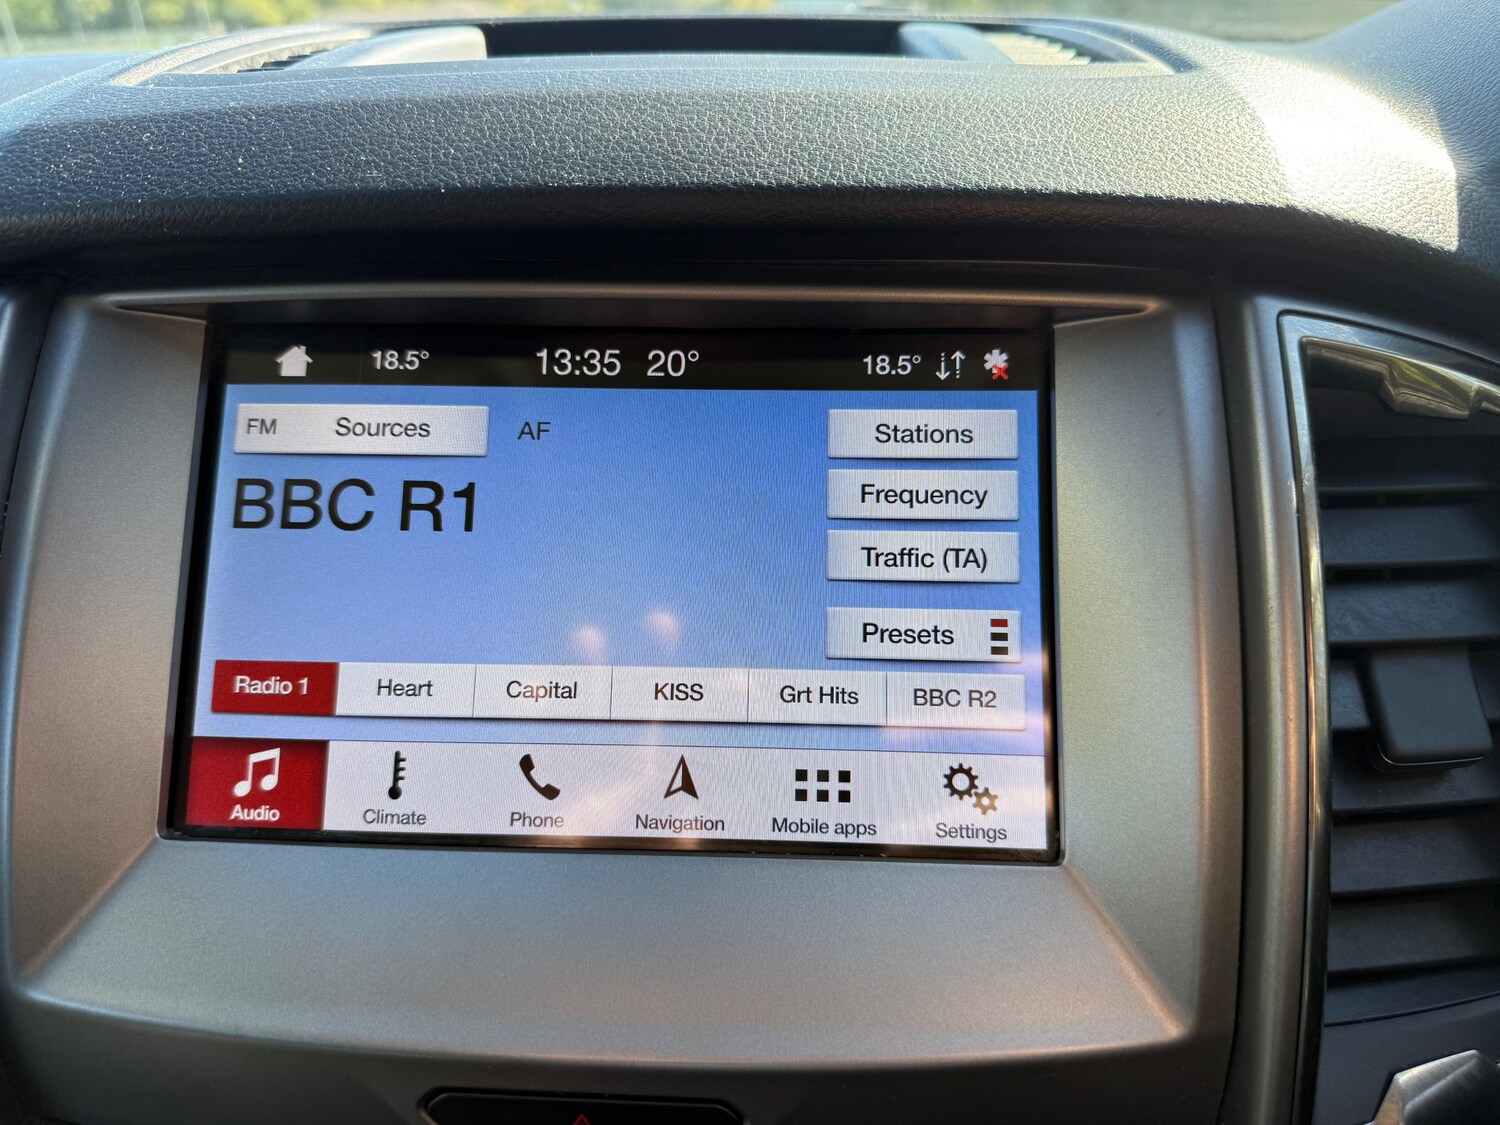 18.5° 13:35 20° 18.5°
FM Sources AF Stations
BBC R1
Frequency
Traffic (TA)
Presets
Radio 1 Heart Capital KISS Grt Hits BBC R2
Audio Climate Phone Navigation Mobile apps Settings